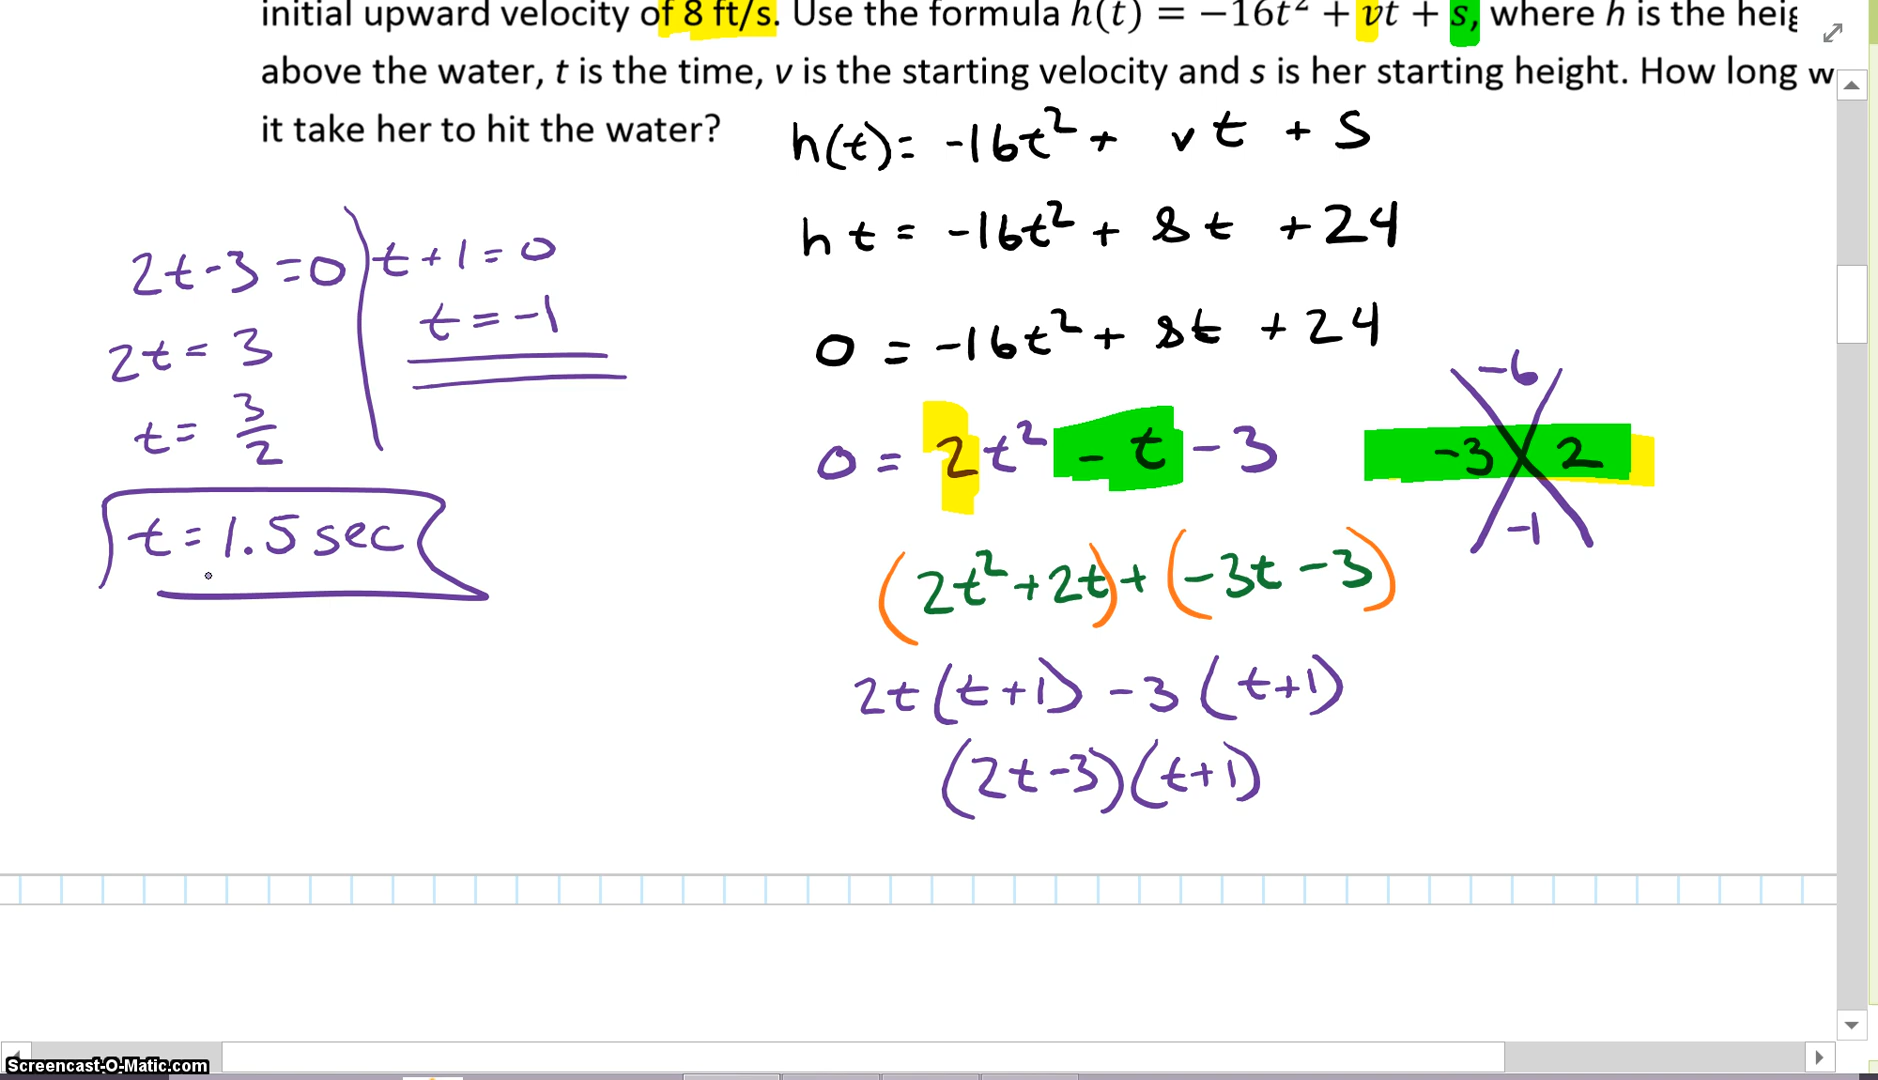 initial upward velocity of 8 ft/s. Use the formula h(t) = −16t² + vt + s, where h is the
above the water, t is the time, v is the starting velocity and s is her starting height. How long
it take her to hit the water?
h(t) = -16t² + vt + s
ht = -16t² + 8t + 24
0 = -16t² + 8t + 24
0 = 2t² - t - 3
-6
-3 2
-1
(2t² + 2t) + (-3t - 3)
2t(t+1) - 3(t+1)
(2t-3)(t+1)
2t-3=0
2t = 3
t = 3/2
t = 1.5 sec
t+1=0
t = -1
Screencast-O-Matic.com